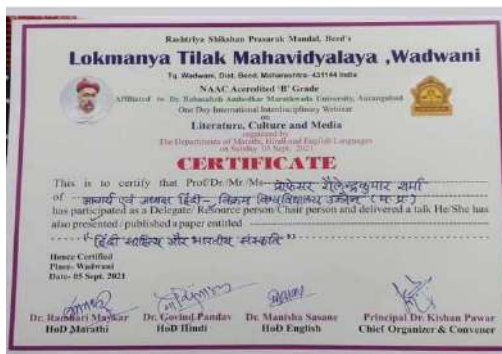 Rashtriya Shikshan Prasarak Mandal, Beed's
Lokmanya Tilak Mahavidyalaya ,Wadwani
Tq. Wadwani, Dist. Beed, Maharashtra- 431144 India
NAAC Accredited 'B' Grade
Affiliated to Dr. Babasaheb Ambedkar Marathwada University, Aurangabad
One Day International Interdisciplinary Webinar
on
Literature, Culture and Media
organized by
The Departments of Marathi, Hindi and English Languages
on Sunday Sept. 2021
CERTIFICATE
This is to certify that Prof/Dr./Mr./Ms- प्रोफेसर शैलेन्द्रकुमार शर्मा
of - आचार्य एवं अध्यक्ष हिंदी- विक्रम विश्वविद्यालय उज्जैन (म.प्र.)
has participated as a Delegate/ Resource person/Chair person and delivered a talk He/She has
also presented / published a paper entitled
"हिंदी साहित्य और भारतीय संस्कृति"
Hence Certified
Place- Wadwani
Date- 05 Sept. 2021
Dr. Ramhari Maykar Dr. Govind Pandav Dr. Manisha Sasane Principal Dr. Kishan Pawar
HoD Marathi HoD Hindi HoD English Chief Organizer & Convener